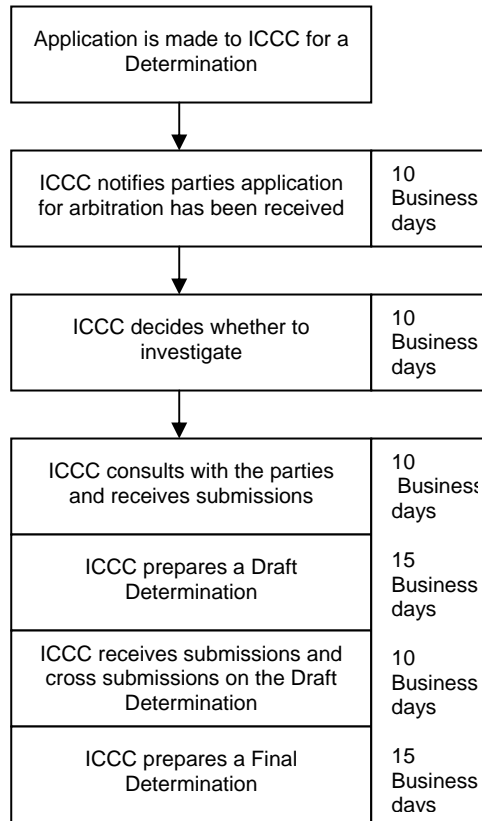 Application is made to ICCC for a
Determination
ICCC notifies parties application
for arbitration has been received
10
Business
days
ICCC decides whether to
investigate
10
Business
days
ICCC consults with the parties
and receives submissions
10
Business
days
ICCC prepares a Draft
Determination
15
Business
days
ICCC receives submissions and
cross submissions on the Draft
Determination
10
Business
days
ICCC prepares a Final
Determination
15
Business
days